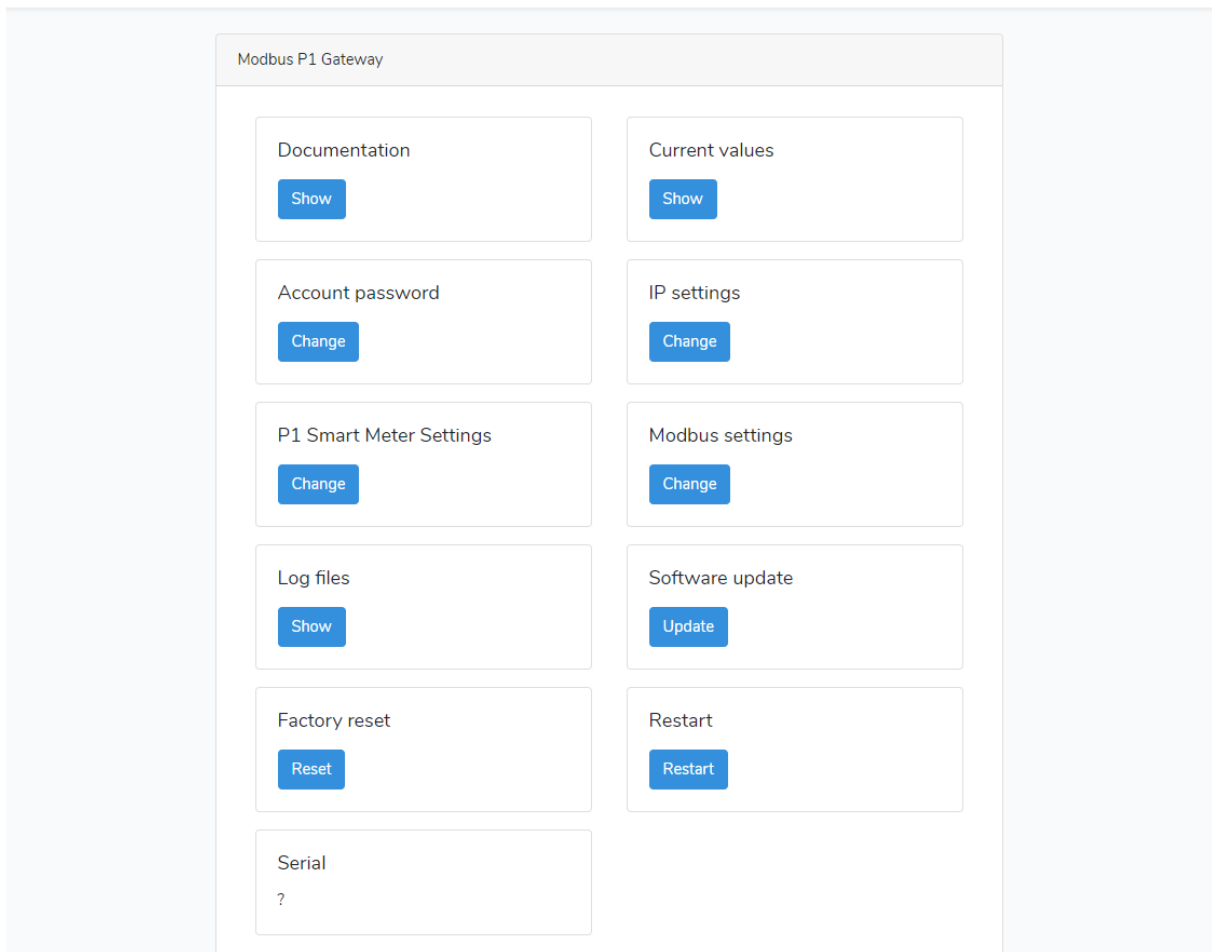 Modbus P1 Gateway
Documentation
Show
Current values
Show
Account password
Change
IP settings
Change
P1 Smart Meter Settings
Change
Modbus settings
Change
Log files
Show
Software update
Update
Factory reset
Reset
Restart
Restart
Serial
?